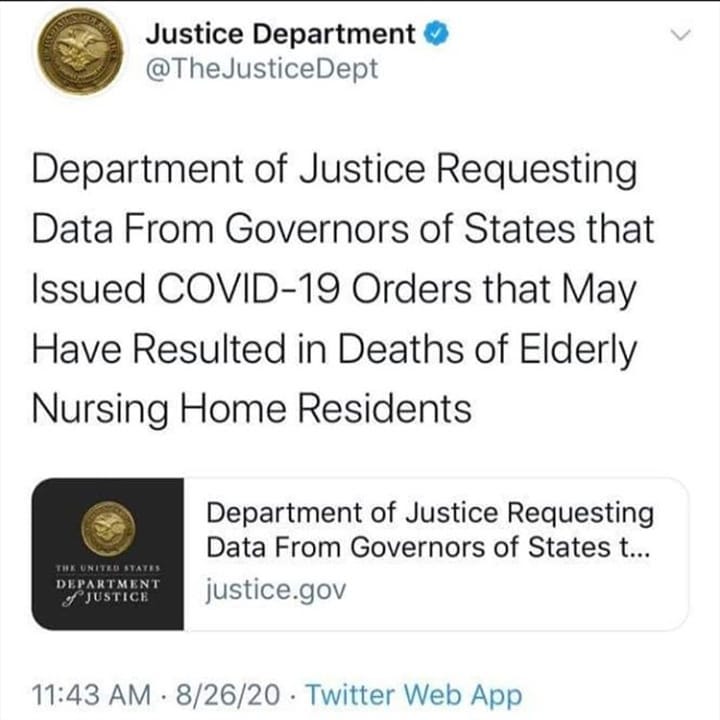 Justice Department
@TheJusticeDept
Department of Justice Requesting
Data From Governors of States that
Issued COVID-19 Orders that May
Have Resulted in Deaths of Elderly
Nursing Home Residents
THE UNITED STATES
DEPARTMENT
of JUSTICE
Department of Justice Requesting
Data From Governors of States t...
justice.gov
11:43 AM · 8/26/20 · Twitter Web App